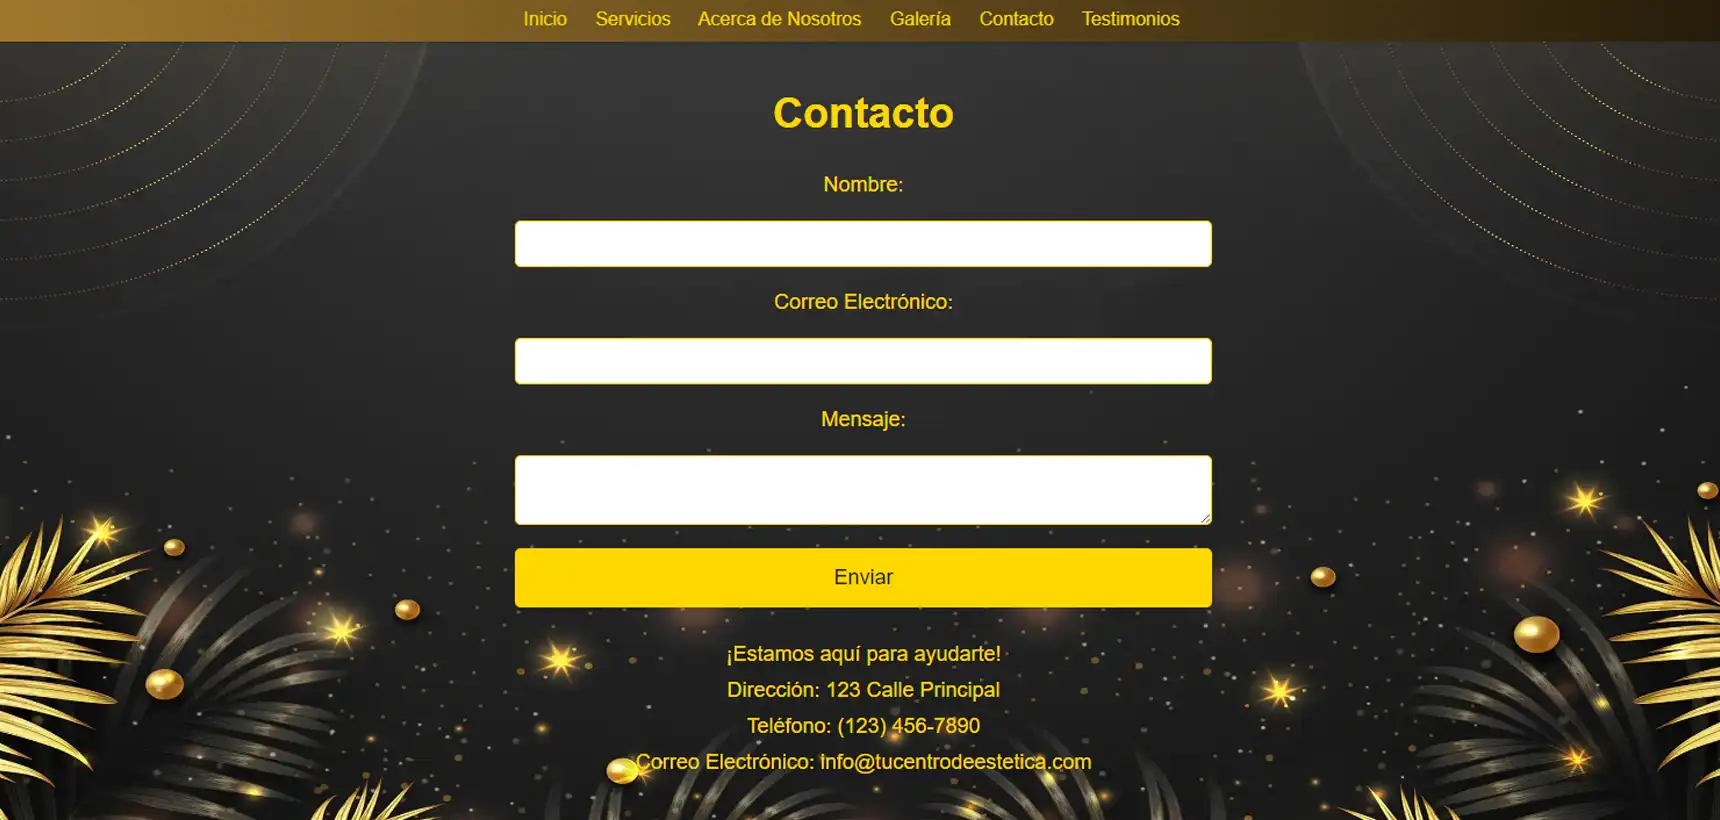 Inicio Servicios Acerca de Nosotros Galería Contacto Testimonios
Contacto
Nombre:
Correo Electrónico:
Mensaje:
Enviar
¡Estamos aquí para ayudarte!
Dirección: 123 Calle Principal
Teléfono: (123) 456-7890
Correo Electrónico: info@tucentrodeestetica.com